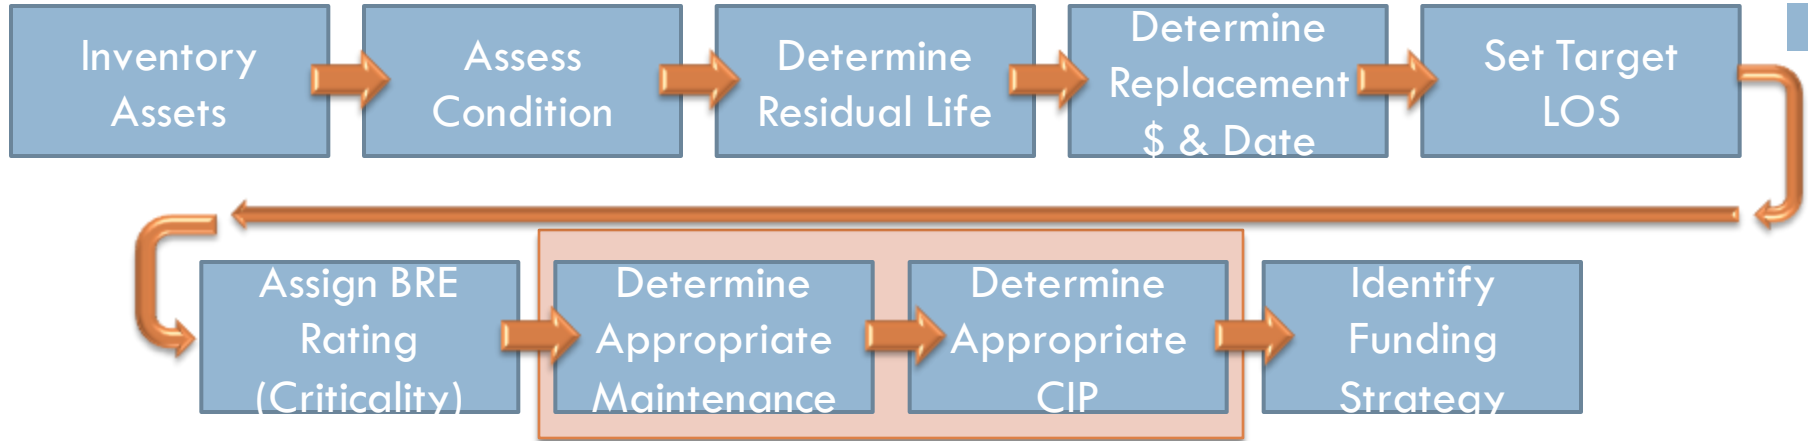 Inventory
Assets
Assess
Condition
Determine
Residual Life
Determine
Replacement
$ & Date
Set Target
LOS
Assign BRE
Rating
(Criticality)
Determine
Appropriate
Maintenance
Determine
Appropriate
CIP
Identify
Funding
Strategy